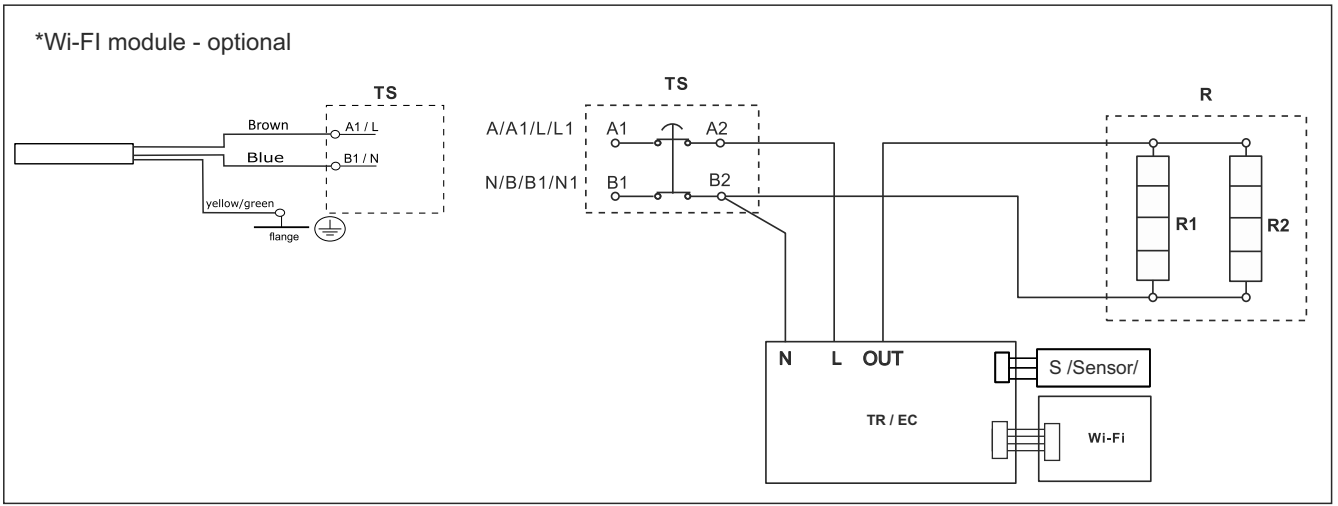 *Wi-FI module - optional
TS
Brown
A1 / L
Blue
B1 / N
yellow/green
flange
TS
A/A1/L/L1
A1
A2
N/B/B1/N1
B1
B2
R
R1
R2
N
L
OUT
S /Sensor/
TR / EC
Wi-Fi